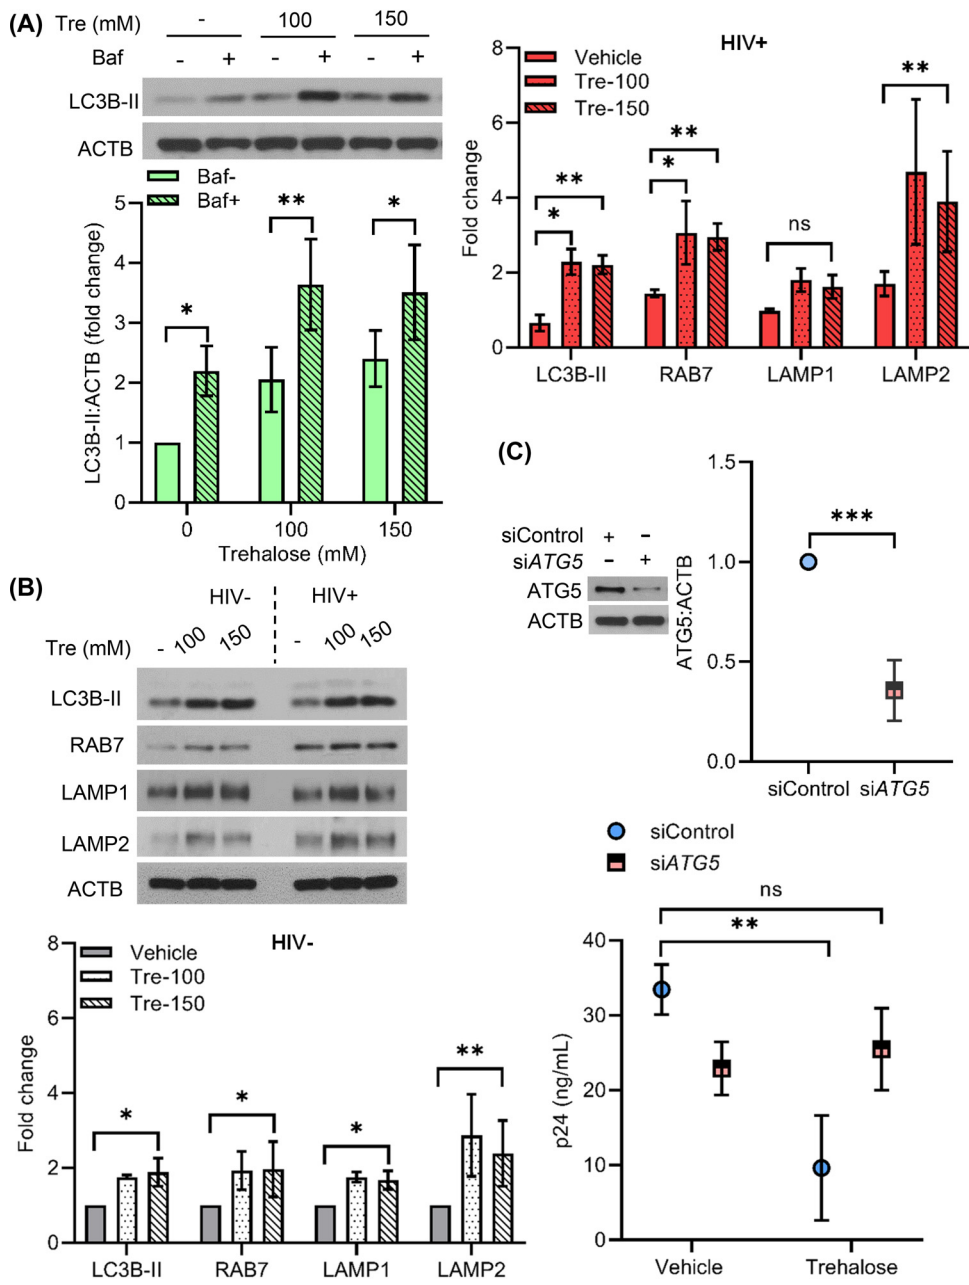 (A)
Tre (mM) - 100 150
Baf - + - + - +
LC3B-II
ACTB
Baf-
Baf+
LC3B-II:ACTB (fold change)
5
4
3
2
1
0
* ** *
0 100 150
Trehalose (mM)
HIV+
Vehicle
Tre-100
Tre-150
Fold change
8
6
4
2
0
* ** * ** ns **
LC3B-II RAB7 LAMP1 LAMP2
(B)
HIV- HIV+
Tre (mM) - 100 150 - 100 150
LC3B-II
RAB7
LAMP1
LAMP2
ACTB
HIV-
Vehicle
Tre-100
Tre-150
Fold change
8
6
4
2
0
* * * **
LC3B-II RAB7 LAMP1 LAMP2
(C)
siControl + -
siATG5 - +
ATG5
ACTB
ATG5:ACTB
1.5
1.0
0.5
0.0
***
siControl siATG5
siControl
siATG5
ns
**
p24 (ng/mL)
40
30
20
10
0
Vehicle Trehalose